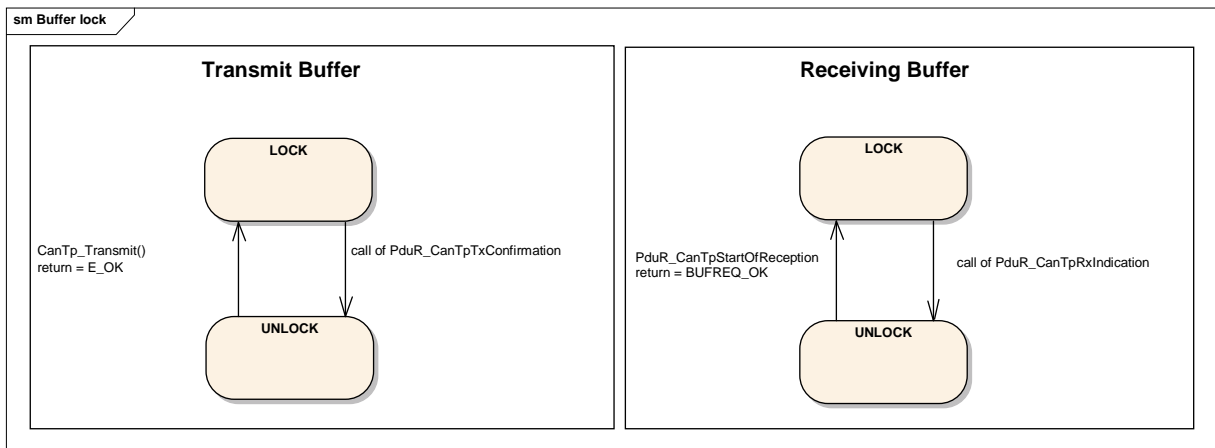 sm Buffer lock
Transmit Buffer
LOCK
CanTp_Transmit()
return = E_OK
call of PduR_CanTpTxConfirmation
UNLOCK
Receiving Buffer
LOCK
PduR_CanTpStartOfReception
return = BUFREQ_OK
call of PduR_CanTpRxIndication
UNLOCK